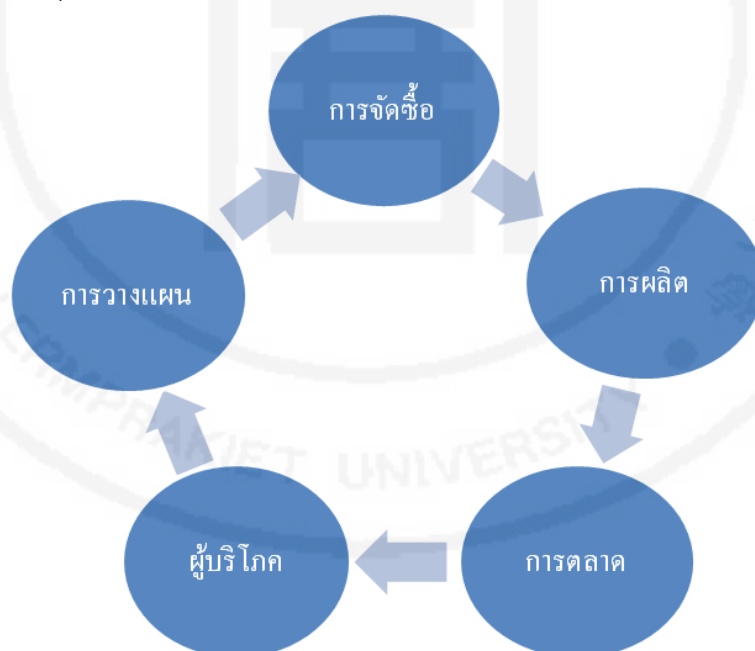 การจัดซื้อ
การผลิต
การวางแผน
ผู้บริโภค
การตลาด
UNIVERSITY